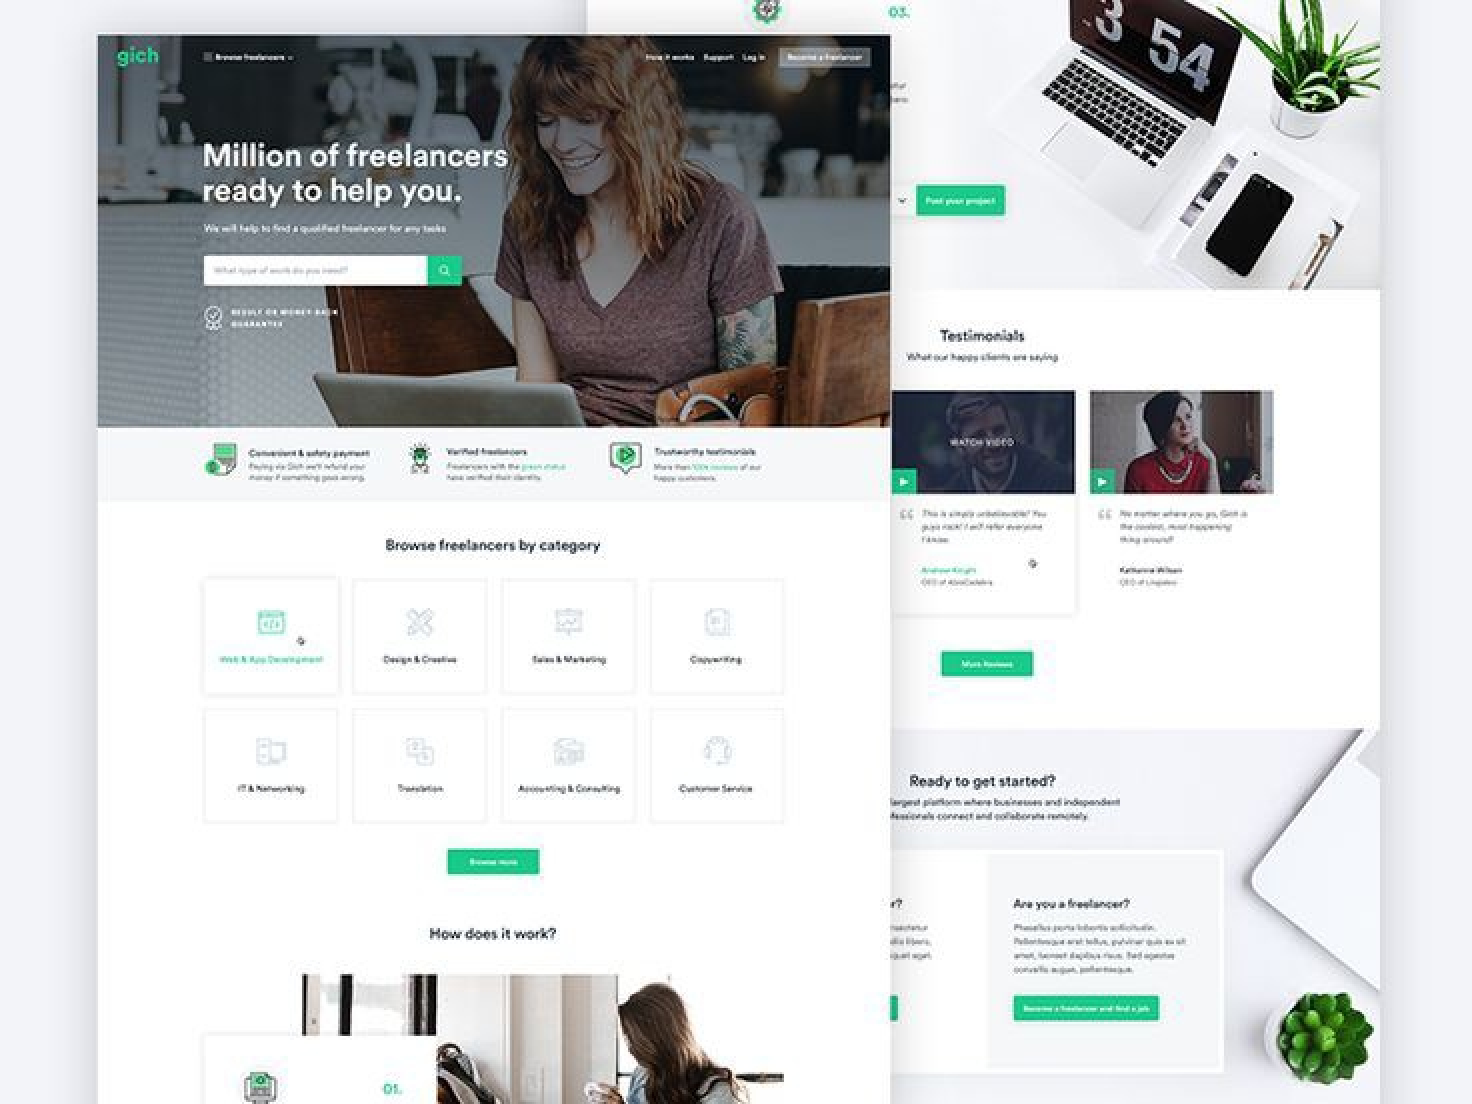 gich
Browse freelancers
How it works
Support
Log in
Become a freelancer
Million of freelancers
ready to help you.
We will help to find a qualified freelancer for any tasks
What type of work do you need?
RESULT OR MONEY BACK
GUARANTEE
Convenient & safety payment
Paying via Gich we'll refund your
money if something goes wrong.
Verified freelancers
Freelancers with the green status
have verified their identity.
Trustworthy testimonials
More than 100k reviews of our
happy customers.
Browse freelancers by category
Web & App Development
Design & Creative
Sales & Marketing
Copywriting
IT & Networking
Translation
Accounting & Consulting
Customer Service
Browse more
How does it work?
01.
03.
3 54
Post your project
Testimonials
What our happy clients are saying
WATCH VIDEO
This is simply unbelievable! You
guys rock! I will refer everyone
I know.
Andrew Knight
CEO of
No matter where you go, Gich is
the coolest, most happening
thing around!
Katharine Wilson
CEO of
More Reviews
Ready to get started?
largest platform where businesses and independent
fessionals connect and collaborate remotely.
r?
nsectetur
dis libero,
quat eget.
Are you a freelancer?
Phasellus porta lobortis sollicitudin.
Pellentesque erat tellus, pulvinar quis ex sit
amet, laoreet dapibus risus. Sed egestas
convallis augue, pellentesque.
Become a freelancer and find a job